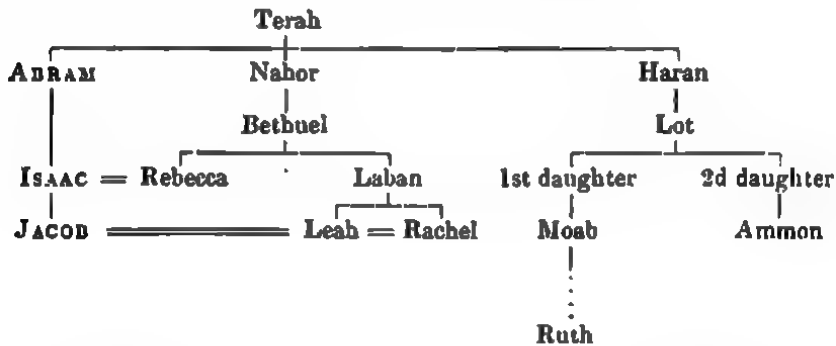 Terah
ABRAM Nahor Haran
Bethuel Lot
ISAAC = Rebecca Laban 1st daughter 2d daughter
JACOB = Leah = Rachel Moab Ammon
Ruth